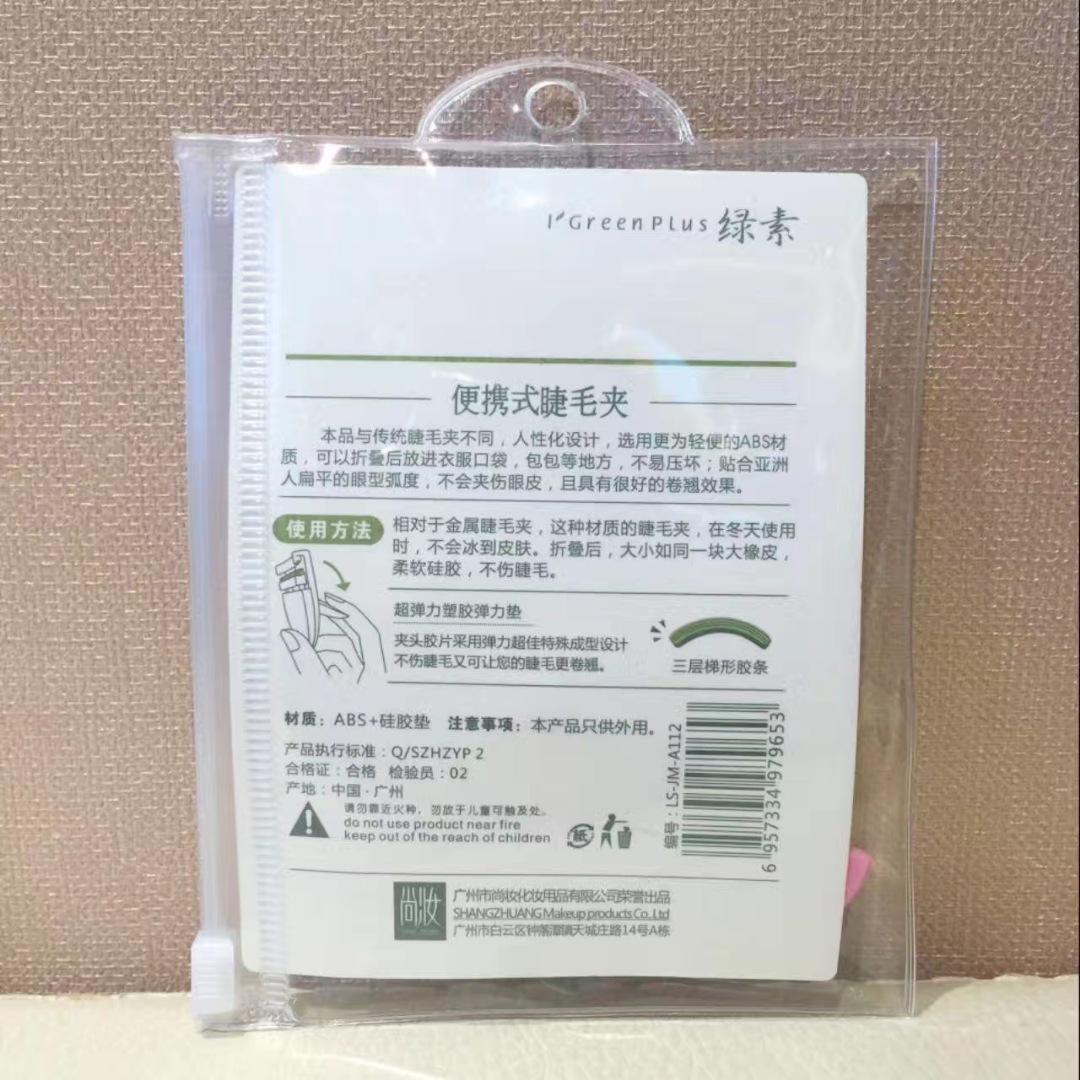 GreenPlus 绿素
便携式睫毛夹
本品与传统睫毛夹不同，人性化设计，选用更为轻便的ABS材
质，可以折叠后放进衣服口袋，包包等地方，不易压坏；贴合亚洲
人扁平的眼型弧度，不会夹伤眼皮，且具有很好的卷翘效果。
使用方法
相对于金属睫毛夹，这种材质的睫毛夹，在冬天使用
时，不会冰到皮肤。折叠后，大小如同一块大橡皮，
柔软硅胶，不伤睫毛。
超弹力塑胶弹力垫
夹头胶片采用弹力超佳特殊成型设计
不伤睫毛又可让您的睫毛更卷翘。
三层梯形胶条
材质：ABS+硅胶垫 注意事项：本产品只供外用。
产品执行标准：Q/SZHZYP 2
合格证：合格 检验员：02
产地：中国·广州
请勿靠近火种，勿放于儿童可触及处。
do not use product near fire
keep out of the reach of children
紙
编号：LS-JM-A112
6 957334 979653
尚妆
广州市尚妆化妆用品有限公司荣誉出品
SHANGZHUANG Makeup products Co.,Ltd
广州市白云区钟落潭镇天城庄路14号A栋